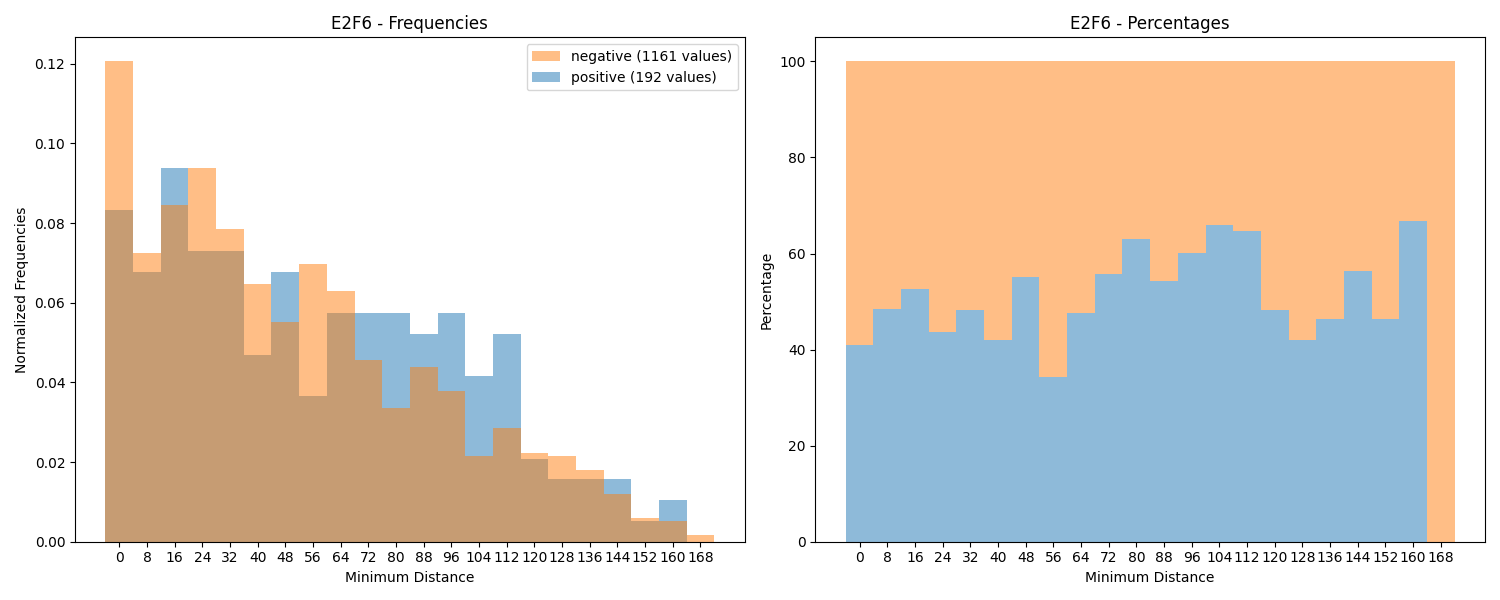 E2F6 - Frequencies
Normalized Frequencies
0.12
0.10
0.08
0.06
0.04
0.02
0.00
negative (1161 values)
positive (192 values)
0 8 16 24 32 40 48 56 64 72 80 88 96 104 112 120 128 136 144 152 160 168
Minimum Distance
E2F6 - Percentages
Percentage
100
80
60
40
20
0
0 8 16 24 32 40 48 56 64 72 80 88 96 104 112 120 128 136 144 152 160 168
Minimum Distance